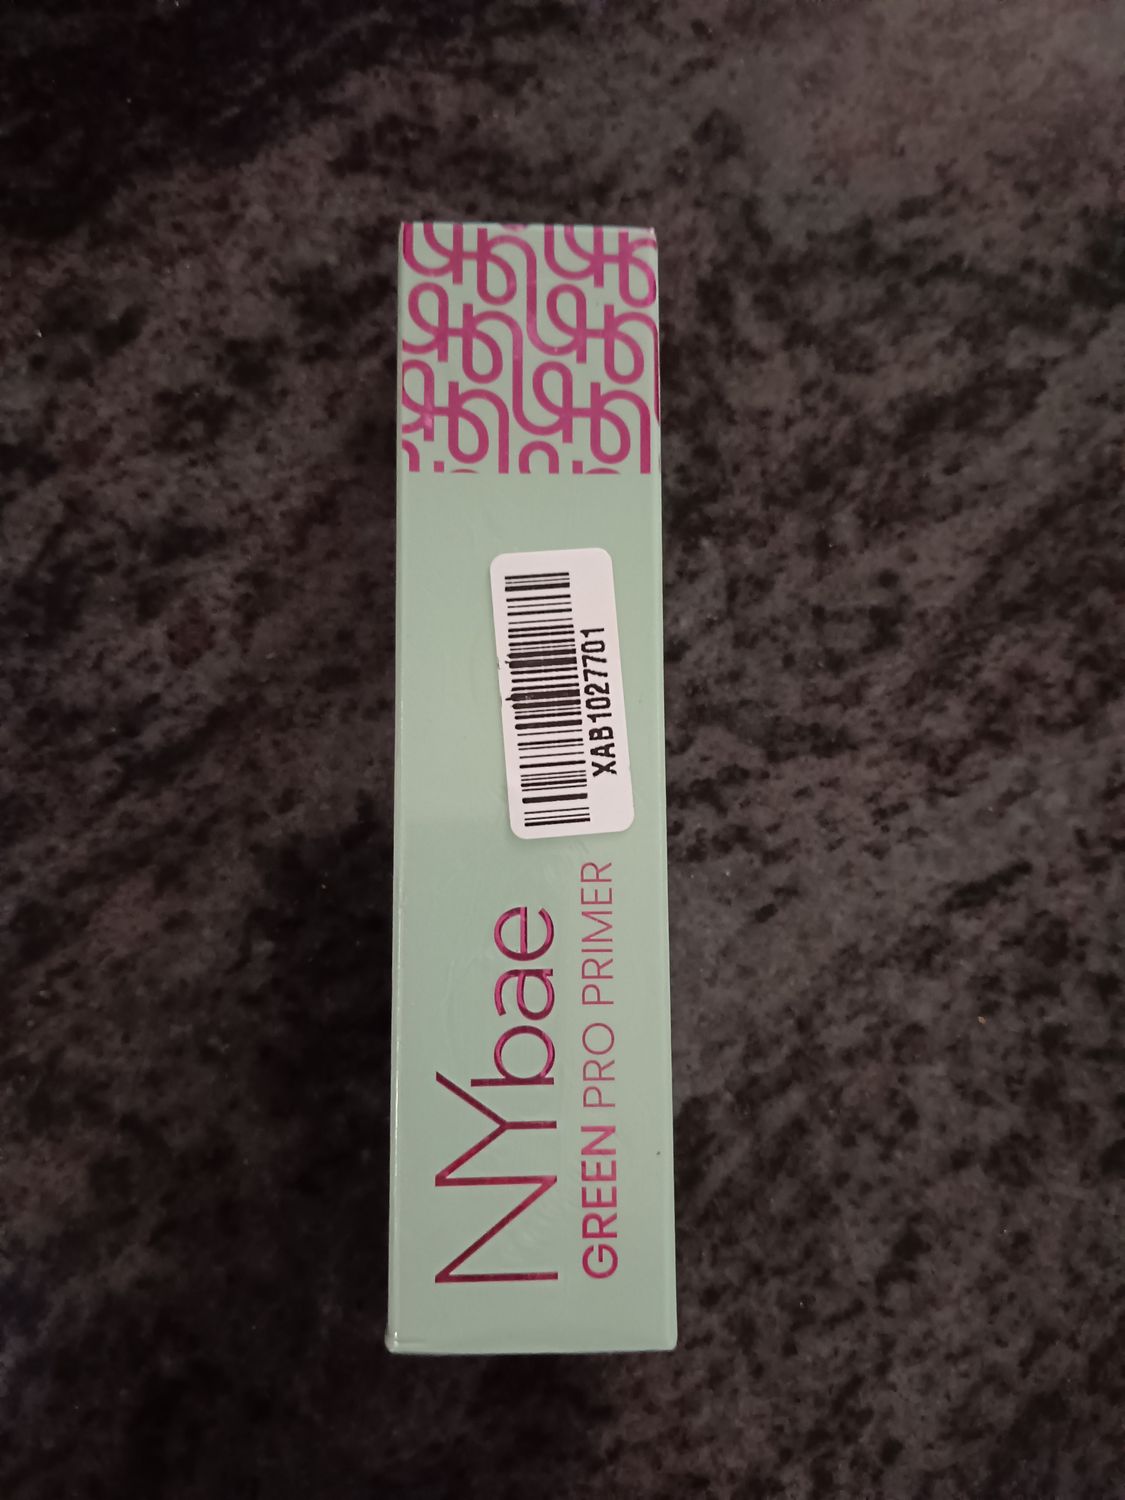 NYbae
GREEN PRO PRIMER
XAB1027701